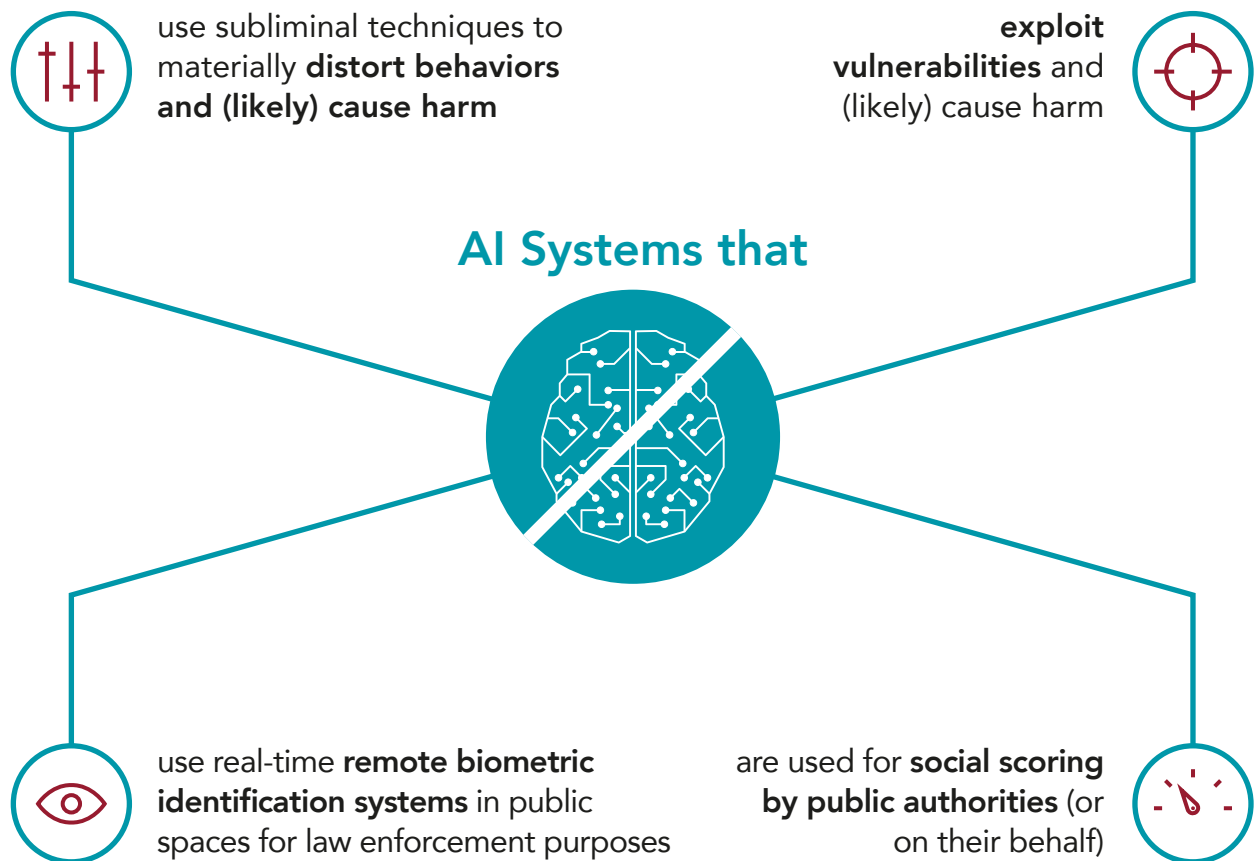 use subliminal techniques to
materially distort behaviors
and (likely) cause harm
exploit
vulnerabilities and
(likely) cause harm
AI Systems that
use real-time remote biometric
identification systems in public
spaces for law enforcement purposes
are used for social scoring
by public authorities (or
on their behalf)